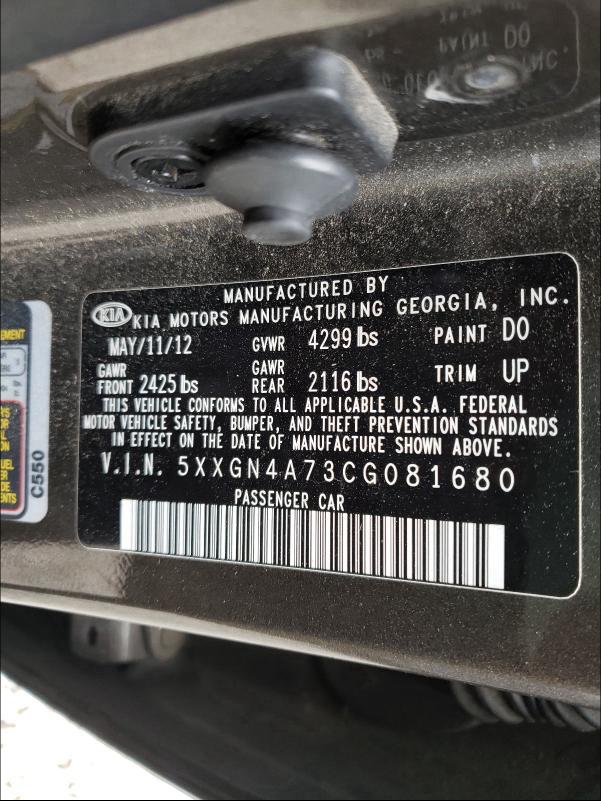 MANUFACTURED BY
KIA KIA MOTORS MANUFACTURING GEORGIA, INC.
MAY/11/12 GVWR 4299 lbs PAINT D0
GAWR FRONT 2425 lbs GAWR REAR 2116 lbs TRIM UP
THIS VEHICLE CONFORMS TO ALL APPLICABLE U.S.A. FEDERAL
MOTOR VEHICLE SAFETY, BUMPER, AND THEFT PREVENTION STANDARDS
IN EFFECT ON THE DATE OF MANUFACTURE SHOWN ABOVE.
V.I.N. 5XXGN4A73CG081680
PASSENGER CAR
C550